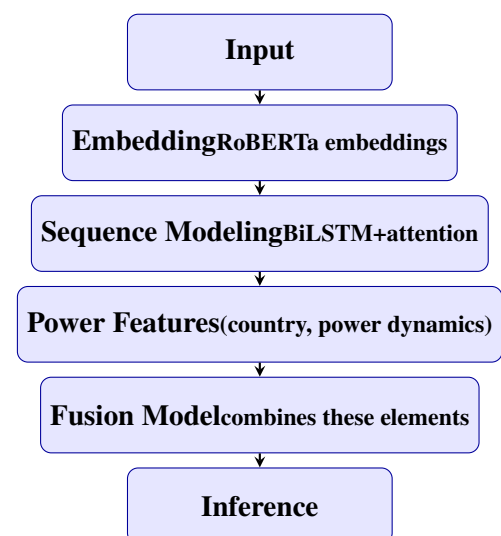 Input
EmbeddingRoBERTa embeddings
Sequence ModelingBiLSTM+attention
Power Features(country, power dynamics)
Fusion Modelcombines these elements
Inference